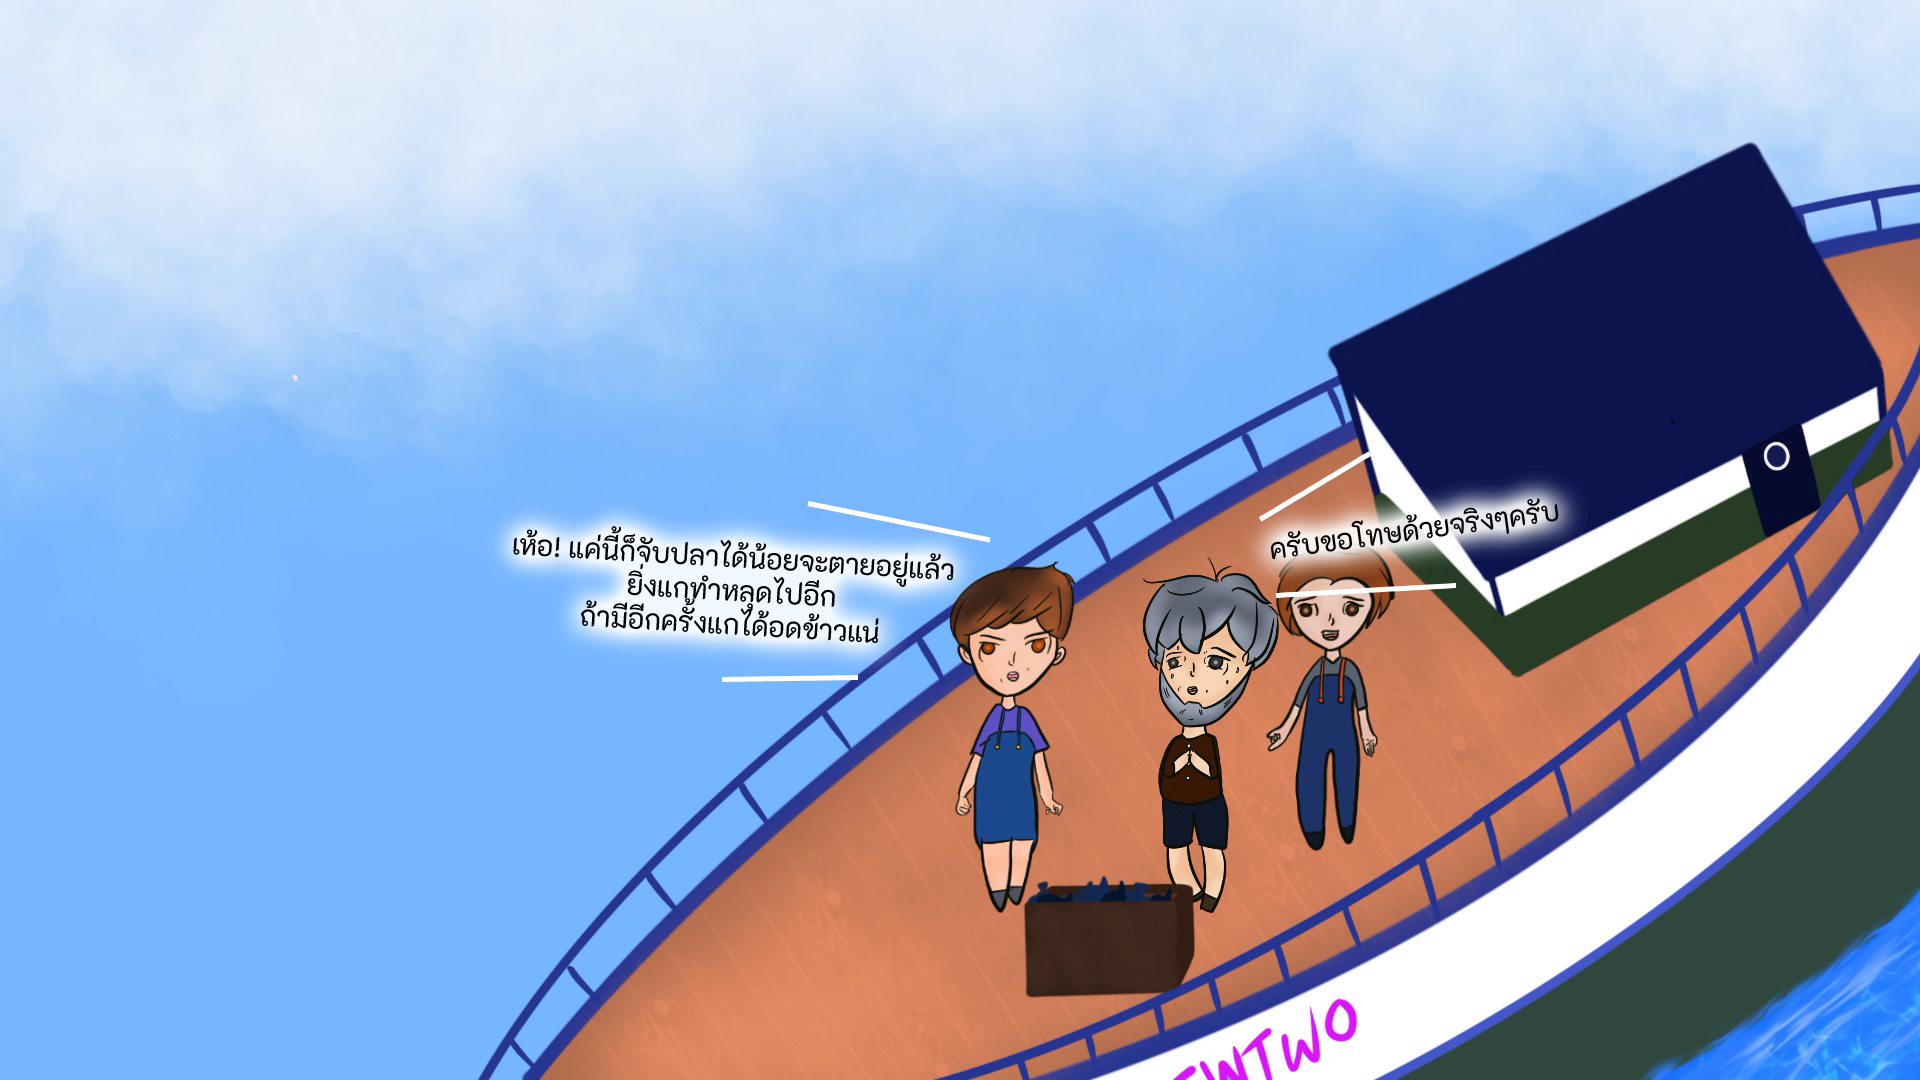 เห้อ! แค่นี้ก็จับปลาได้น้อยจะตายอยู่แล้ว
ยิ่งแกทำหลุดไปอีก
ถ้ามีอีกครั้งแกได้อดข้าวแน่
ครับขอโทษด้วยจริงๆครับ
EWTWO